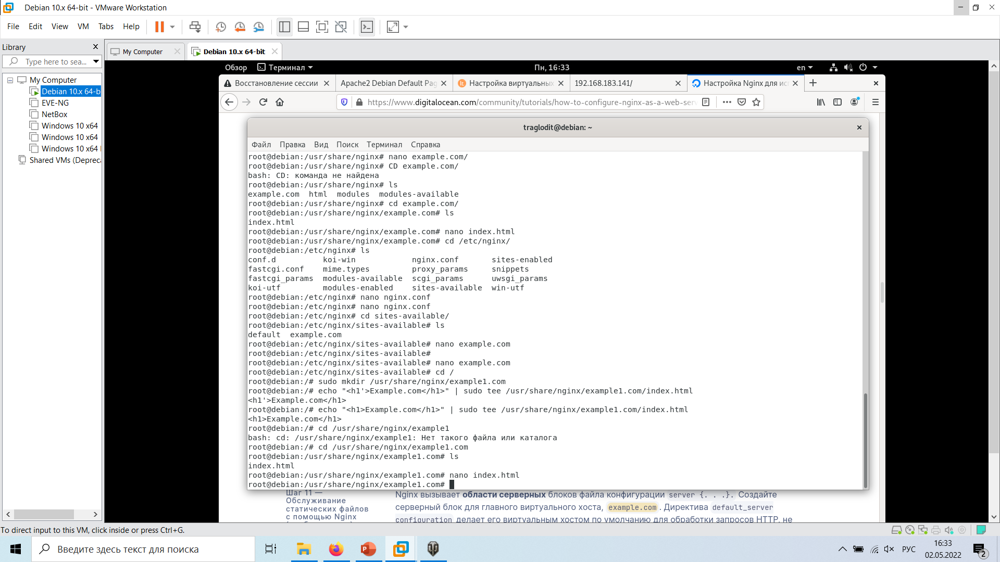 Debian 10.x 64-bit - VMware Workstation
File Edit View VM Tabs Help
Library
Type here to sea...
My Computer
Debian 10.x 64-b
EVE-NG
NetBox
Windows 10 x64
Windows 10 x64
Windows 10 x64
Shared VMs (Depreca
My Computer
Debian 10.x 64-bit
Обзор Терминал Пн, 16:33 en
Восстановление сессии
Apache2 Debian Default Pag
Настройка виртуальных
192.168.183.141/
Настройка Nginx для исп
https://www.digitalocean.com/community/tutorials/how-to-configure-nginx-as-a-web-serv
traglodit@debian: ~
Файл Правка Вид Поиск Терминал Справка
root@debian:/usr/share/nginx# nano example.com/
root@debian:/usr/share/nginx# CD example.com/
bash: CD: команда не найдена
root@debian:/usr/share/nginx# ls
example.com  html  modules  modules-available
root@debian:/usr/share/nginx# cd example.com/
root@debian:/usr/share/nginx/example.com# ls
index.html
root@debian:/usr/share/nginx/example.com# nano index.html
root@debian:/usr/share/nginx/example.com# cd /etc/nginx/
root@debian:/etc/nginx# ls
conf.d          koi-win            nginx.conf       sites-enabled
fastcgi.conf    mime.types         proxy_params     snippets
fastcgi_params  modules-available  scgi_params      uwsgi_params
koi-utf         modules-enabled    sites-available  win-utf
root@debian:/etc/nginx# nano nginx.conf
root@debian:/etc/nginx# nano nginx.conf
root@debian:/etc/nginx# cd sites-available/
root@debian:/etc/nginx/sites-available# ls
default  example.com
root@debian:/etc/nginx/sites-available# nano example.com
root@debian:/etc/nginx/sites-available#
root@debian:/etc/nginx/sites-available# nano example.com
root@debian:/etc/nginx/sites-available# cd /
root@debian:/# sudo mkdir /usr/share/nginx/example1.com
root@debian:/# echo "<h1'>Example.com</h1>" | sudo tee /usr/share/nginx/example1.com/index.html
<h1'>Example.com</h1>
root@debian:/# echo "<h1>Example.com</h1>" | sudo tee /usr/share/nginx/example1.com/index.html
<h1>Example.com</h1>
root@debian:/# cd /usr/share/nginx/example1
bash: cd: /usr/share/nginx/example1: Нет такого файла или каталога
root@debian:/# cd /usr/share/nginx/example1.com
root@debian:/usr/share/nginx/example1.com# ls
index.html
root@debian:/usr/share/nginx/example1.com# nano index.html
root@debian:/usr/share/nginx/example1.com#
Шаг 11 —
Обслуживание
статических файлов
с помощью Nginx
Nginx вызывает области серверных блоков файла конфигурации server {. . .}. Создайте
серверный блок для главного виртуального хоста, example.com. Директива default_server
configuration делает его виртуальным хостом по умолчанию для обработки запросов HTTP, не
To direct input to this VM, click inside or press Ctrl+G.
Введите здесь текст для поиска
РУС
16:33
02.05.2022
2